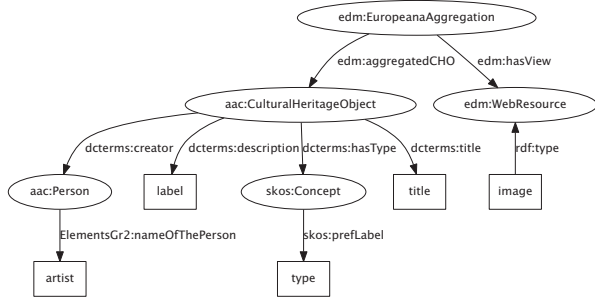 edm:EuropeanaAggregation
edm:aggregatedCHO edm:hasView
aac:CulturalHeritageObject edm:WebResource
dcterms:creator dcterms:description dcterms:hasType dcterms:title rdf:type
aac:Person label skos:Concept title image
ElementsGr2:nameOfThePerson skos:prefLabel
artist type